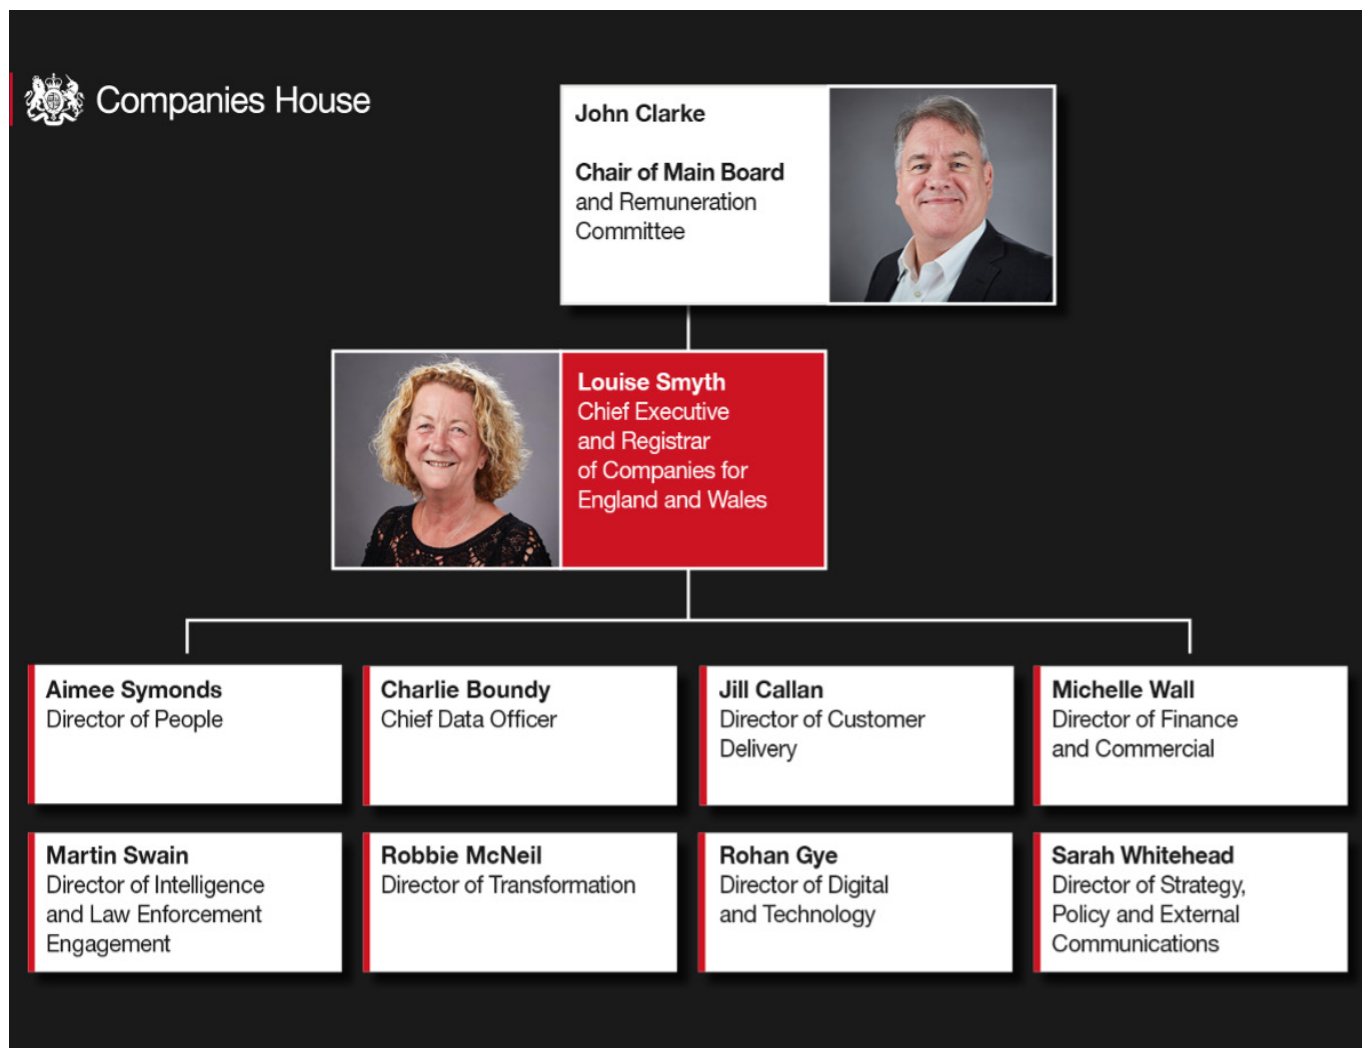 Companies House
John Clarke
Chair of Main Board
and Remuneration
Committee
Louise Smyth
Chief Executive
and Registrar
of Companies for
England and Wales
Aimee Symonds
Director of People
Charlie Boundy
Chief Data Officer
Jill Callan
Director of Customer
Delivery
Michelle Wall
Director of Finance
and Commercial
Martin Swain
Director of Intelligence
and Law Enforcement
Engagement
Robbie McNeil
Director of Transformation
Rohan Gye
Director of Digital
and Technology
Sarah Whitehead
Director of Strategy,
Policy and External
Communications